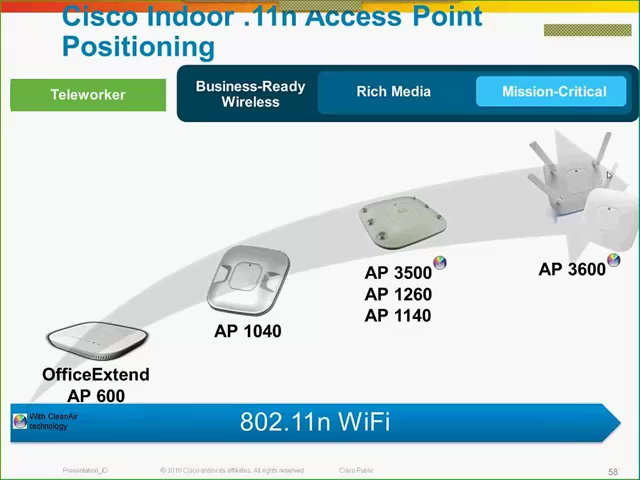 Cisco Indoor .11n Access Point
Positioning
Teleworker
Business-Ready
Wireless
Rich Media
Mission-Critical
AP 3600
AP 3500
AP 1260
AP 1140
AP 1040
OfficeExtend
AP 600
With CleanAir
technology
802.11n WiFi
Presentation_ID
© 2010 Cisco and/or its affiliates. All rights reserved.
Cisco Public
58